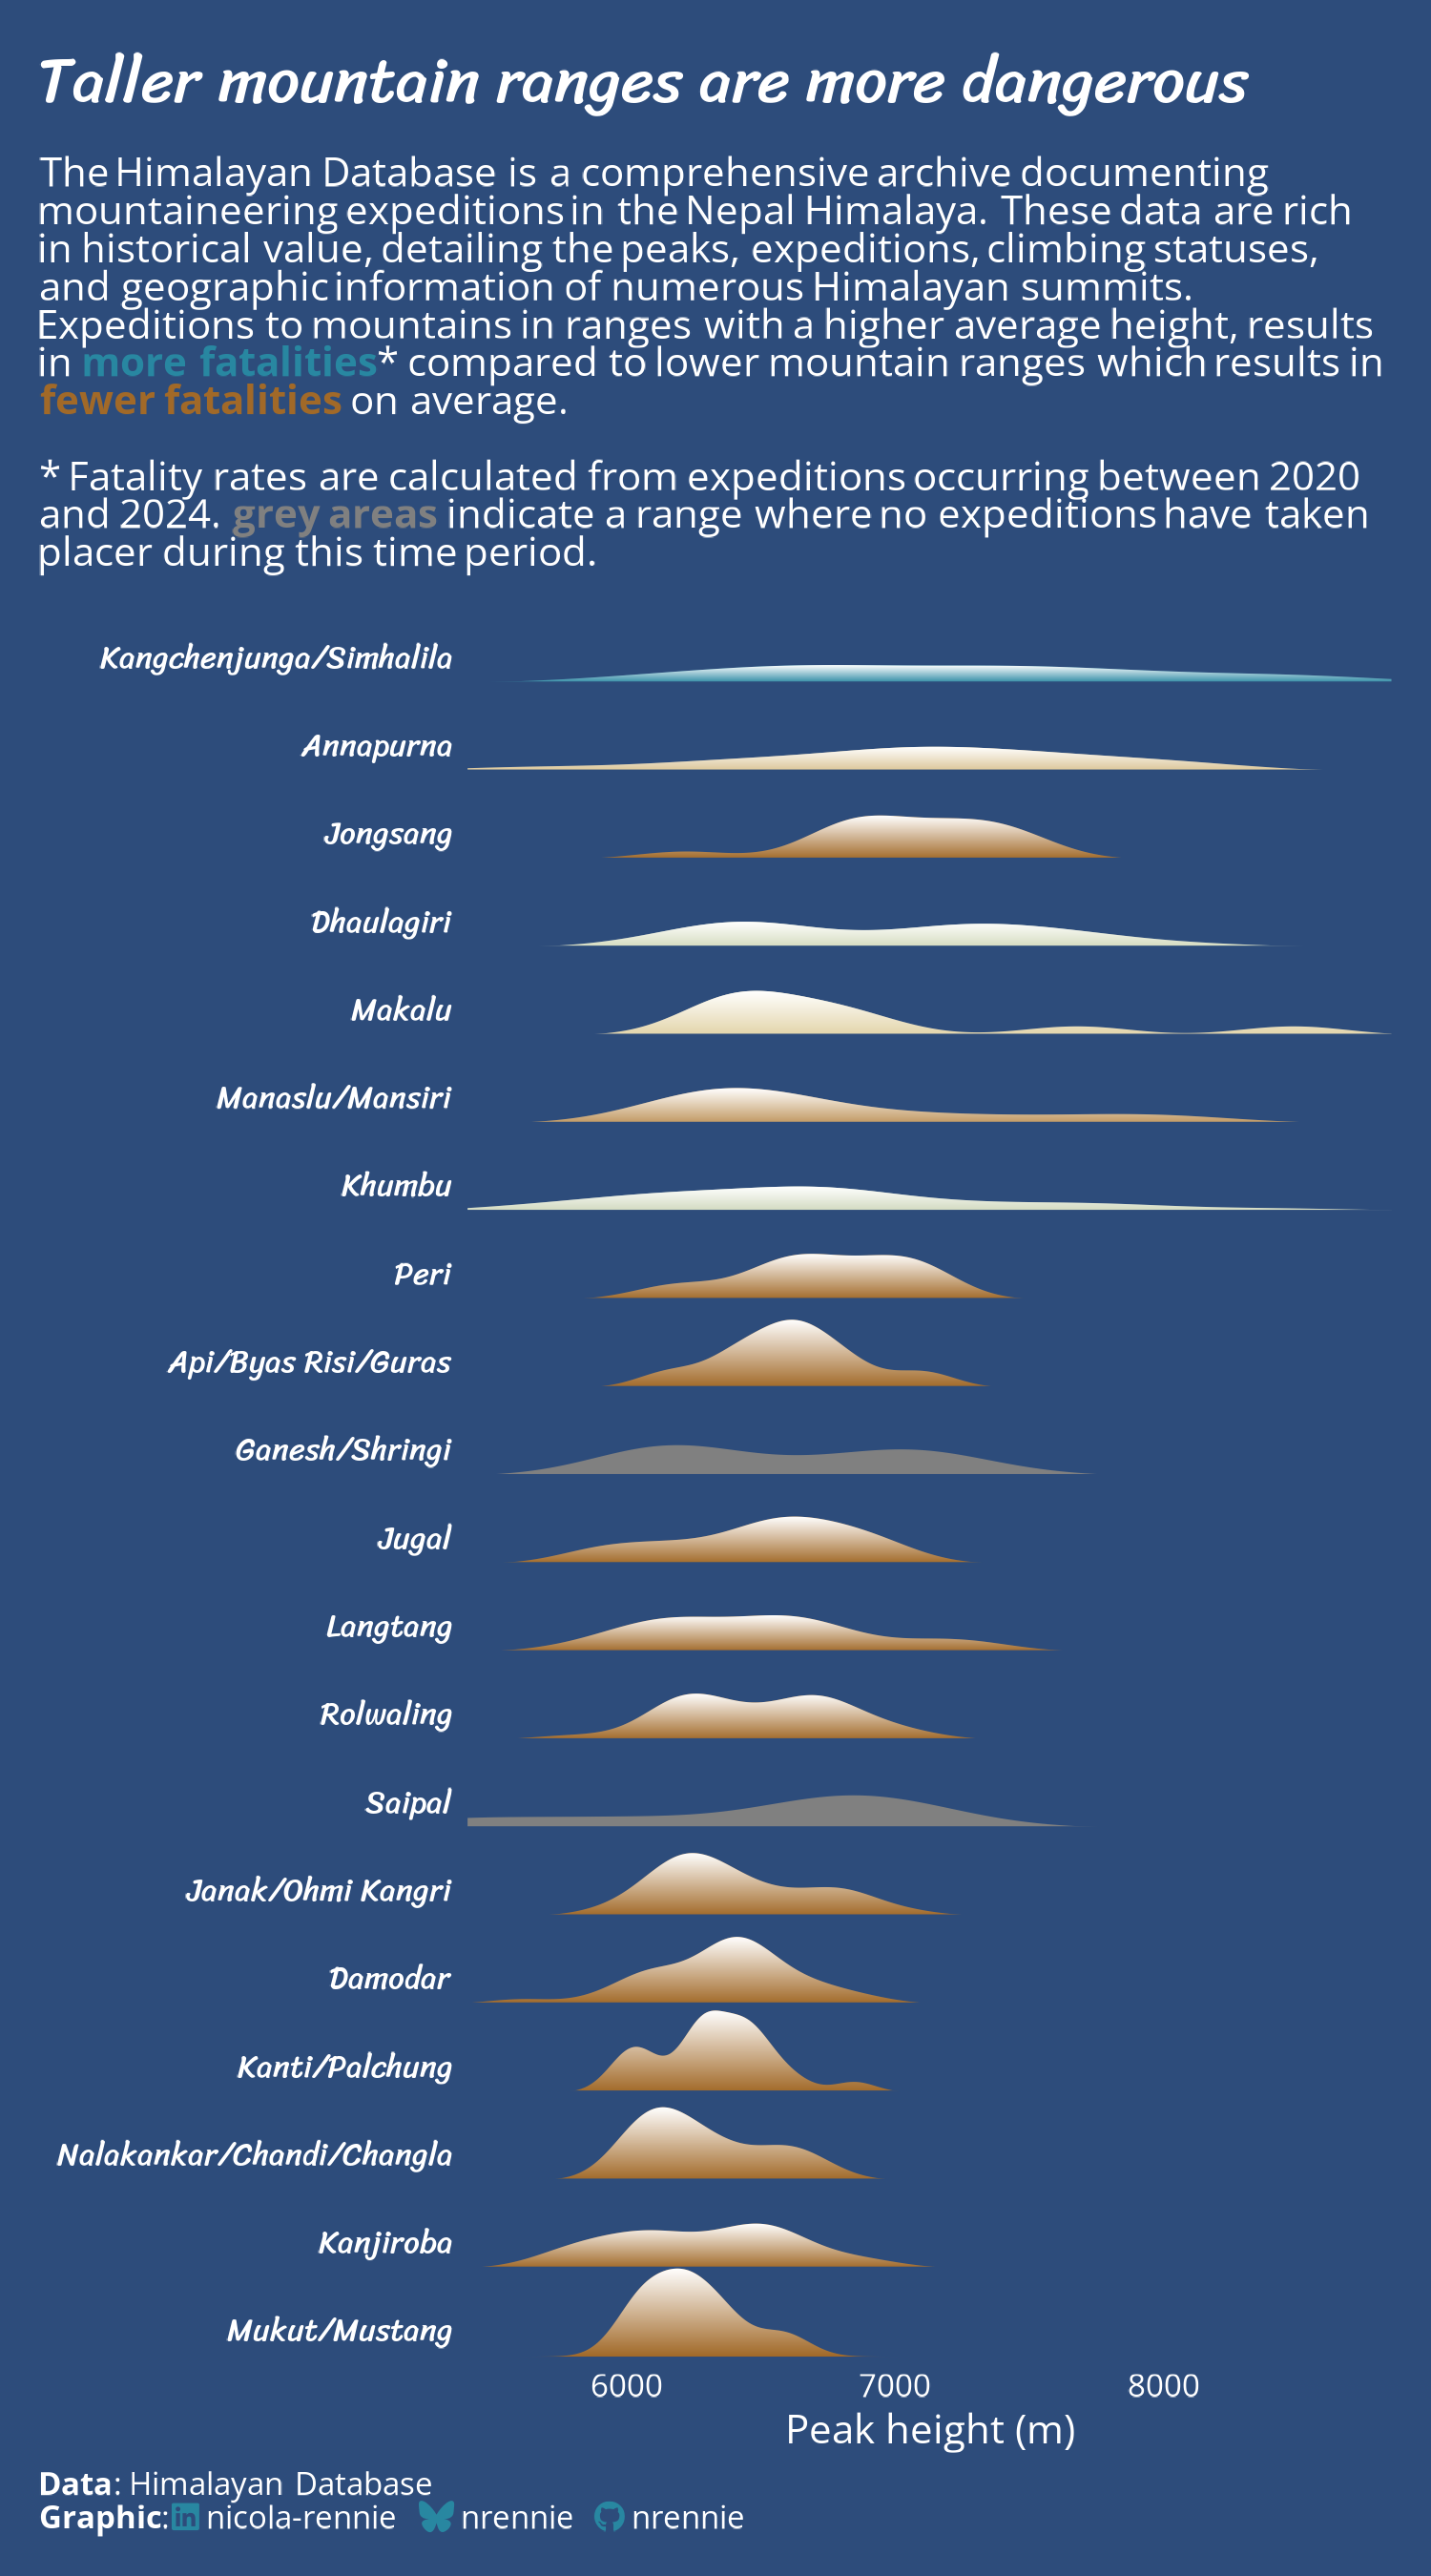 Taller mountain ranges are more dangerous
The Himalayan Database is a comprehensive archive documenting
mountaineering expeditions in the Nepal Himalaya. These data are rich
in historical value, detailing the peaks, expeditions, climbing statuses,
and geographic information of numerous Himalayan summits.
Expeditions to mountains in ranges with a higher average height, results
in more fatalities* compared to lower mountain ranges which results in
fewer fatalities on average.
* Fatality rates are calculated from expeditions occurring between 2020
and 2024. grey areas indicate a range where no expeditions have taken
placer during this time period.
Kangchenjunga/Simhalila
Annapurna
Jongsang
Dhaulagiri
Makalu
Manaslu/Mansiri
Khumbu
Peri
Api/Byas Risi/Guras
Ganesh/Shringi
Jugal
Langtang
Rolwaling
Saipal
Janak/Ohmi Kangri
Damodar
Kanti/Palchung
Nalakankar/Chandi/Changla
Kanjiroba
Mukut/Mustang
6000 7000 8000
Peak height (m)
Data: Himalayan Database
Graphic: nicola-rennie nrennie nrennie